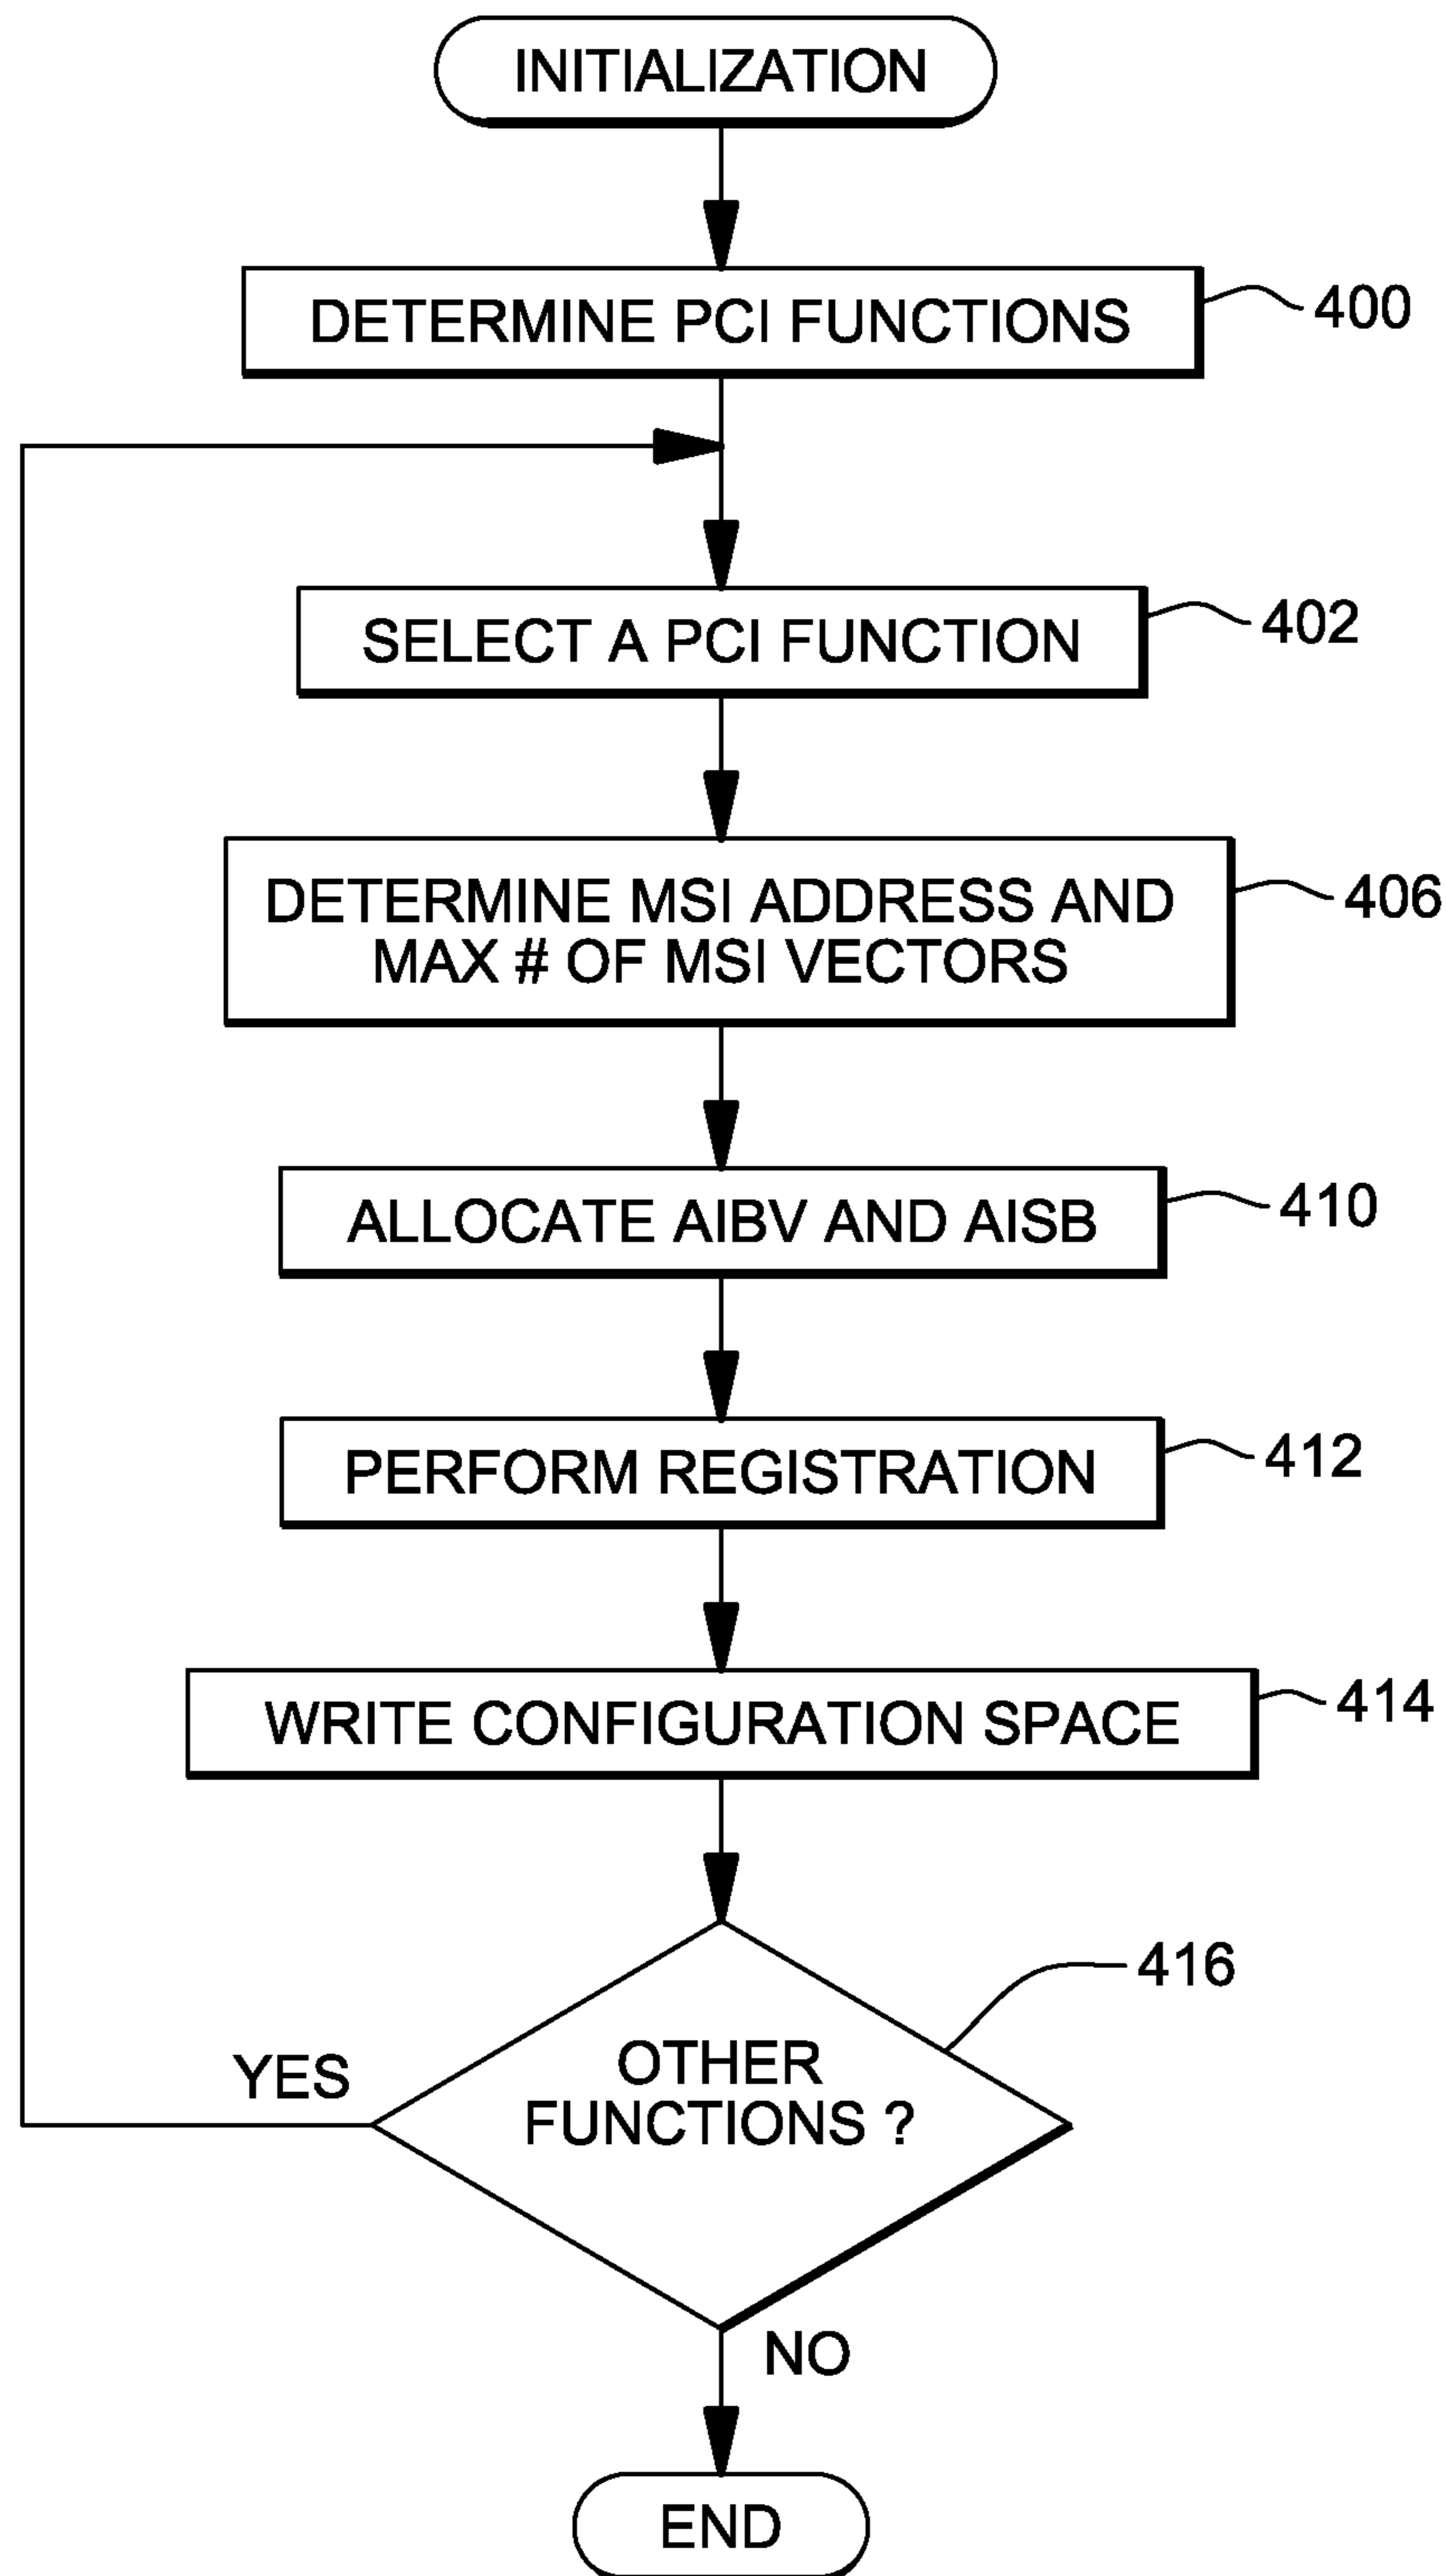 INITIALIZATION
DETERMINE PCI FUNCTIONS
400
SELECT A PCI FUNCTION
402
DETERMINE MSI ADDRESS AND
MAX # OF MSI VECTORS
406
ALLOCATE AIBV AND AISB
410
PERFORM REGISTRATION
412
WRITE CONFIGURATION SPACE
414
416
OTHER
FUNCTIONS ?
YES
NO
END